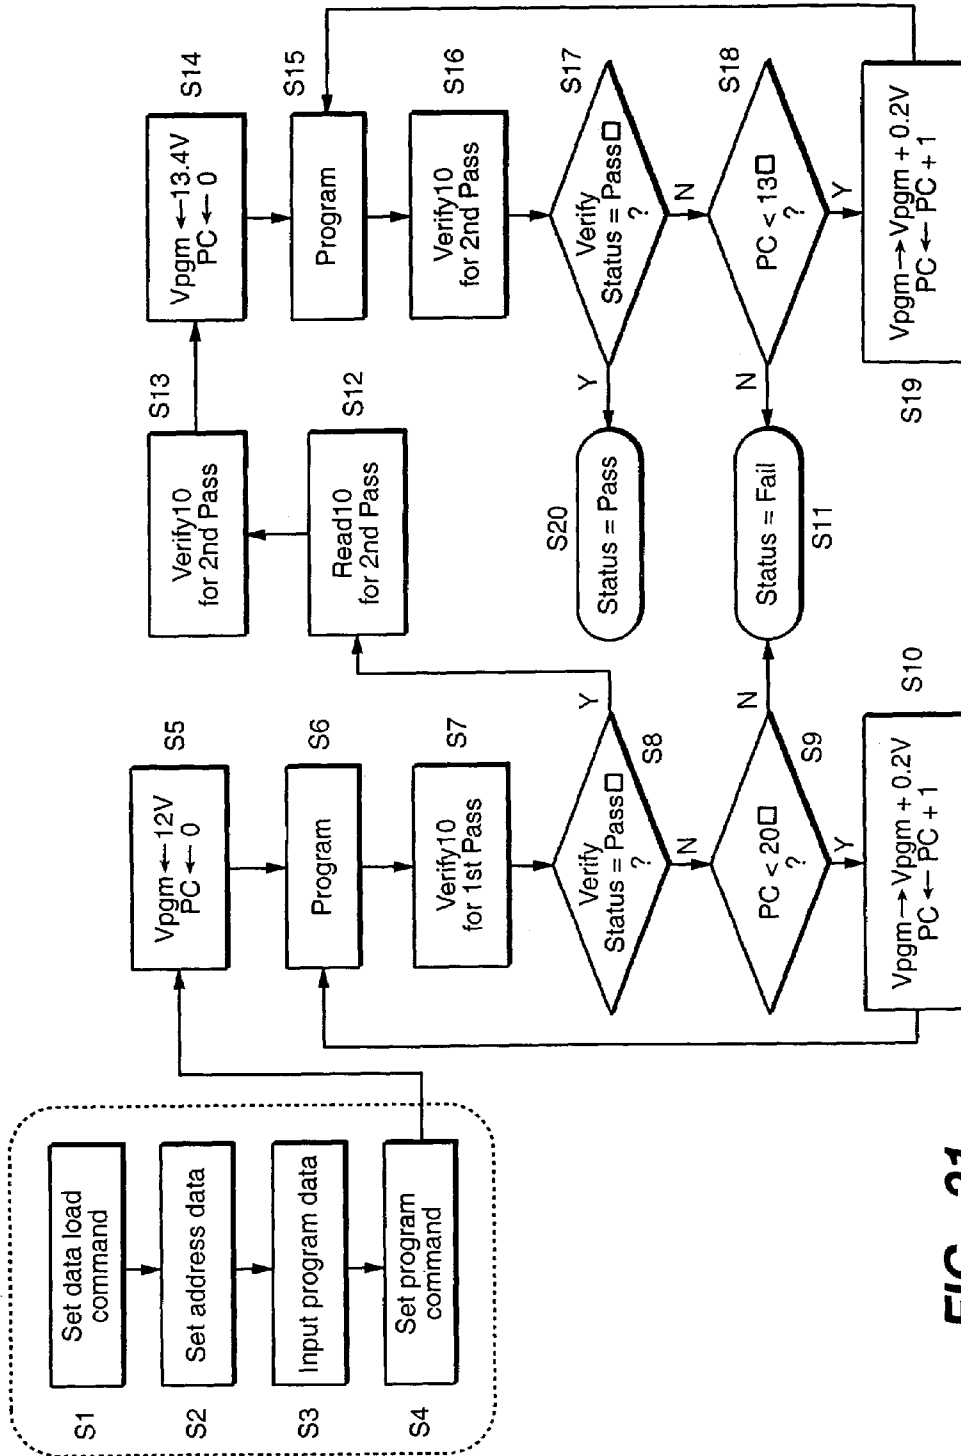 S1
Set data load
command
S2
Set address data
S3
Input program data
S4
Set program
command
S5
Vpgm ← 12V
PC ← 0
S6
Program
S7
Verify10
for 1st Pass
S8
Verify
Status = Pass□
?
Y
N
S9
PC < 20□
?
N
Y
S10
Vpgm → Vpgm + 0.2V
PC ← PC + 1
S11
Status = Fail
S12
Read10
for 2nd Pass
S13
Verify10
for 2nd Pass
S14
Vpgm ← 13.4V
PC ← 0
S15
Program
S16
Verify10
for 2nd Pass
S17
Verify
Status = Pass□
?
Y
N
S18
PC < 13□
?
N
Y
S19
Vpgm → Vpgm + 0.2V
PC ← PC + 1
S20
Status = Pass